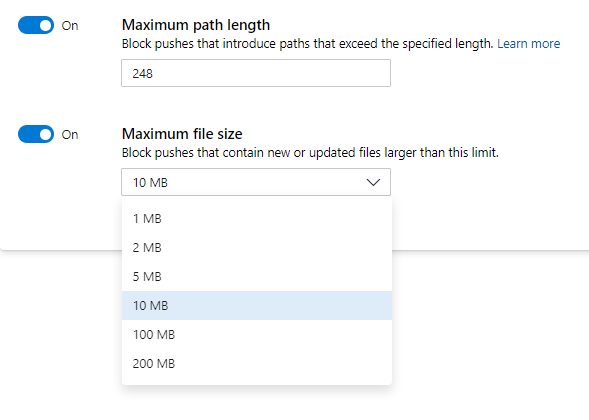 On
Maximum path length
Block pushes that introduce paths that exceed the specified length. Learn more
248
On
Maximum file size
Block pushes that contain new or updated files larger than this limit.
10 MB
1 MB
2 MB
5 MB
10 MB
100 MB
200 MB